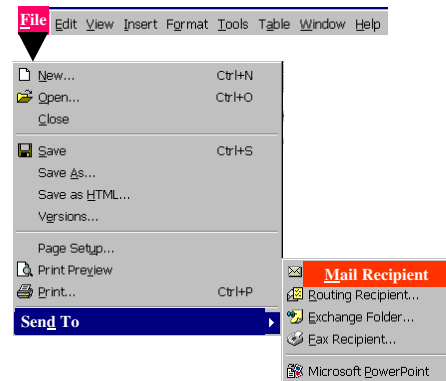 File Edit View Insert Format Tools Table Window Help
New... Ctrl+N
Open... Ctrl+O
Close
Save Ctrl+S
Save As...
Save as HTML...
Versions...
Page Setup...
Print Preview
Print... Ctrl+P
Send To
Mail Recipient
Routing Recipient...
Exchange Folder...
Fax Recipient...
Microsoft PowerPoint